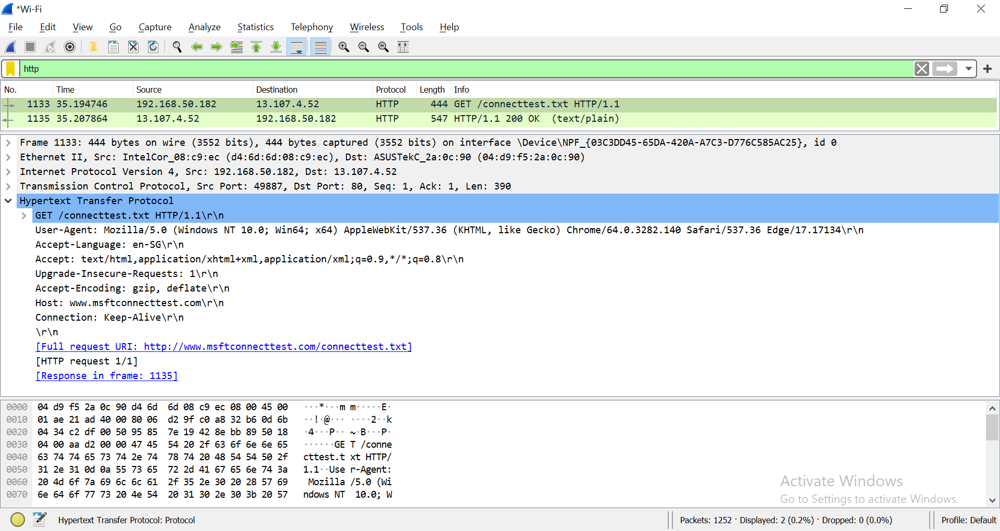 *Wi-Fi
File Edit View Go Capture Analyze Statistics Telephony Wireless Tools Help
http
No. Time Source Destination Protocol Length Info
1133 35.194746 192.168.50.182 13.107.4.52 HTTP 444 GET /connecttest.txt HTTP/1.1
1135 35.207864 13.107.4.52 192.168.50.182 HTTP 547 HTTP/1.1 200 OK (text/plain)
Frame 1133: 444 bytes on wire (3552 bits), 444 bytes captured (3552 bits) on interface \Device\NPF_{03C3DD45-65DA-420A-A7C3-D776C585AC25}, id 0
Ethernet II, Src: IntelCor_08:c9:ec (d4:6d:6d:08:c9:ec), Dst: ASUSTekC_2a:0c:90 (04:d9:f5:2a:0c:90)
Internet Protocol Version 4, Src: 192.168.50.182, Dst: 13.107.4.52
Transmission Control Protocol, Src Port: 49887, Dst Port: 80, Seq: 1, Ack: 1, Len: 390
Hypertext Transfer Protocol
GET /connecttest.txt HTTP/1.1\r\n
User-Agent: Mozilla/5.0 (Windows NT 10.0; Win64; x64) AppleWebKit/537.36 (KHTML, like Gecko) Chrome/64.0.3282.140 Safari/537.36 Edge/17.17134\r\n
Accept-Language: en-SG\r\n
Accept: text/html,application/xhtml+xml,application/xml;q=0.9,*/*;q=0.8\r\n
Upgrade-Insecure-Requests: 1\r\n
Accept-Encoding: gzip, deflate\r\n
Host: www.msftconnecttest.com\r\n
Connection: Keep-Alive\r\n
\r\n
[Full request URI: http://www.msftconnecttest.com/connecttest.txt]
[HTTP request 1/1]
[Response in frame: 1135]
0000 04 d9 f5 2a 0c 90 d4 6d 6d 08 c9 ec 08 00 45 00 ···*···m m·····E·
0010 01 ae 21 ad 40 00 80 06 d2 9f c0 a8 32 b6 0d 6b ··!·@··· ····2··k
0020 04 34 c2 df 00 50 95 85 7e 19 42 8e bb 89 50 18 ·4···P·· ~·B···P·
0030 04 00 aa d2 00 00 47 45 54 20 2f 63 6f 6e 6e 65 ······GE T /conne
0040 63 74 74 65 73 74 2e 74 78 74 20 48 54 54 50 2f cttest.t xt HTTP/
0050 31 2e 31 0d 0a 55 73 65 72 2d 41 67 65 6e 74 3a 1.1··Use r-Agent:
0060 20 4d 6f 7a 69 6c 6c 61 2f 35 2e 30 20 28 57 69 Mozilla /5.0 (Wi
0070 6e 64 6f 77 73 20 4e 54 20 31 30 2e 30 3b 20 57 ndows NT 10.0; W
Activate Windows
Go to Settings to activate Windows.
Hypertext Transfer Protocol: Protocol Packets: 1252 · Displayed: 2 (0.2%) · Dropped: 0 (0.0%) Profile: Default